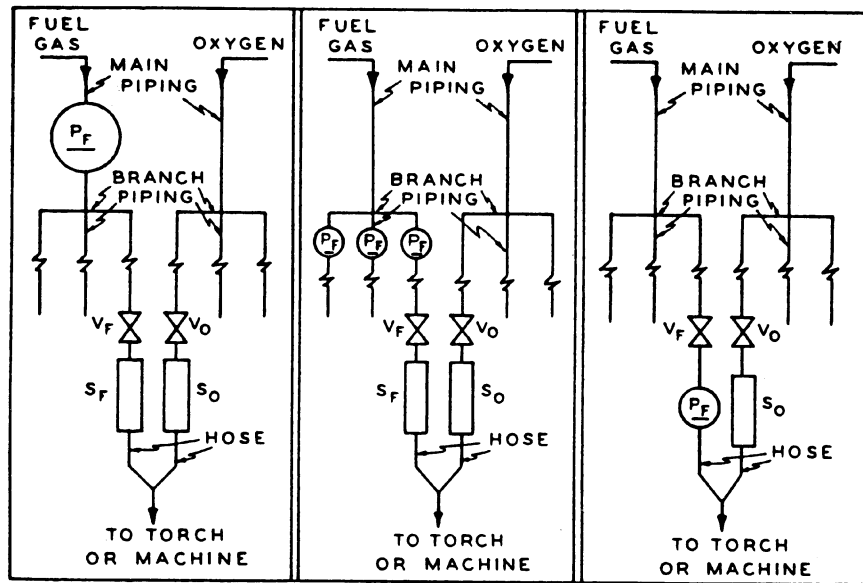 FUEL
GAS
OXYGEN
MAIN
PIPING
PF
BRANCH
PIPING
VF
VO
SF
SO
HOSE
TO TORCH
OR MACHINE
FUEL
GAS
OXYGEN
MAIN
PIPING
BRANCH
PIPING
PF PF PF
VF
VO
SF
SO
HOSE
TO TORCH
OR MACHINE
FUEL
GAS
OXYGEN
MAIN
PIPING
BRANCH
PIPING
VF
VO
PF
SO
HOSE
TO TORCH
OR MACHINE